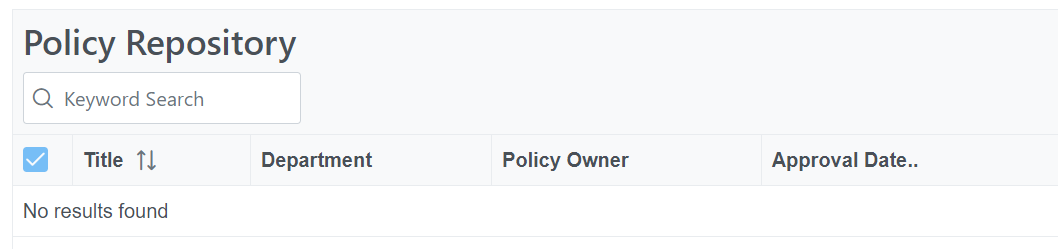 Policy Repository
Keyword Search
Title Department Policy Owner Approval Date..
No results found